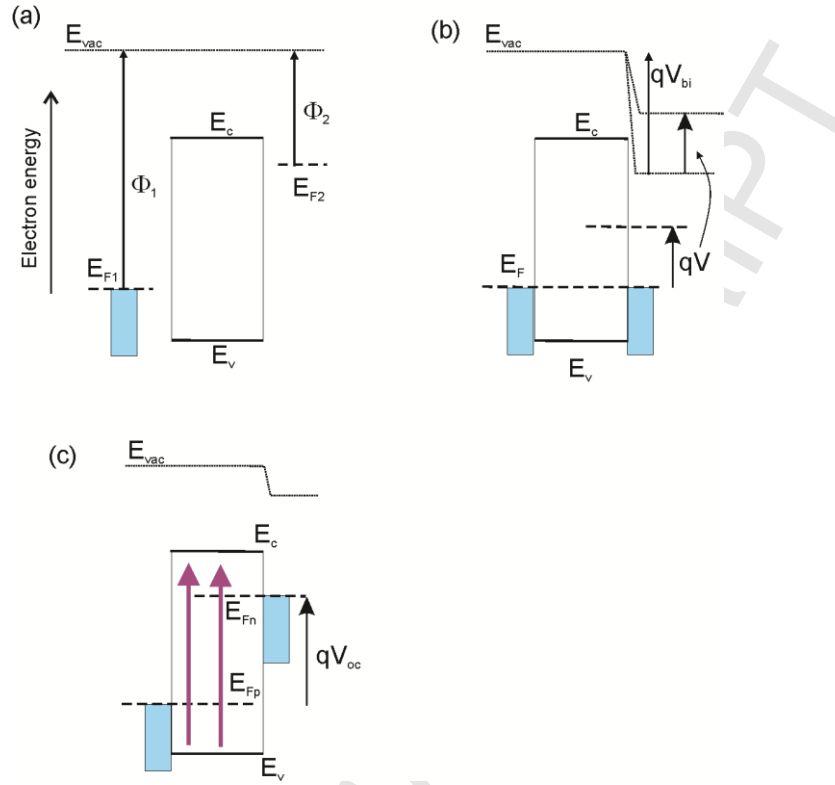 (a)
E_vac
Electron energy
Φ_1
E_c
Φ_2
E_F2
E_F1
E_v
(b)
E_vac
qV_bi
E_c
qV
E_F
E_v
(c)
E_vac
E_c
E_Fn
qV_oc
E_Fp
E_v